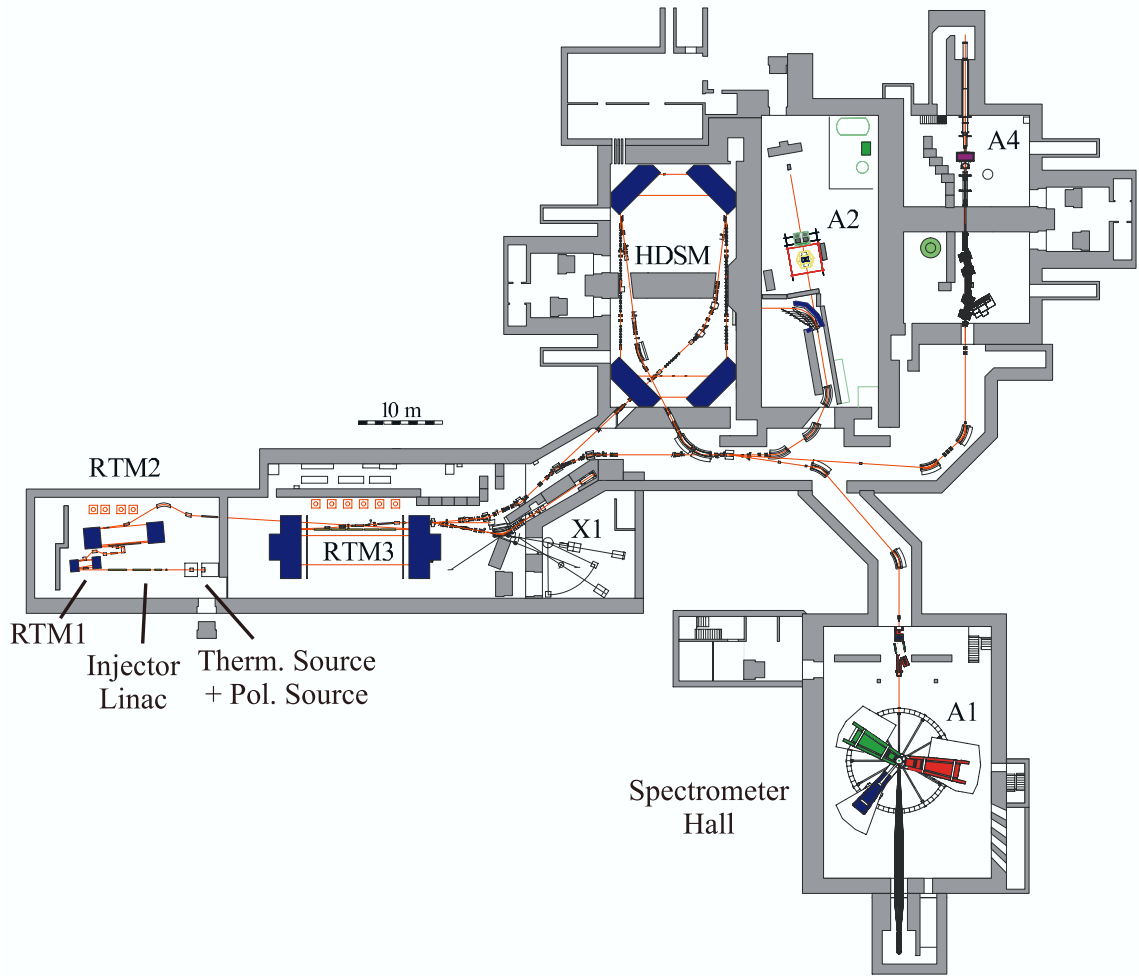 A4
A2
HDSM
10 m
RTM2
RTM3
X1
RTM1
Injector
Linac
Therm. Source
+ Pol. Source
A1
Spectrometer
Hall